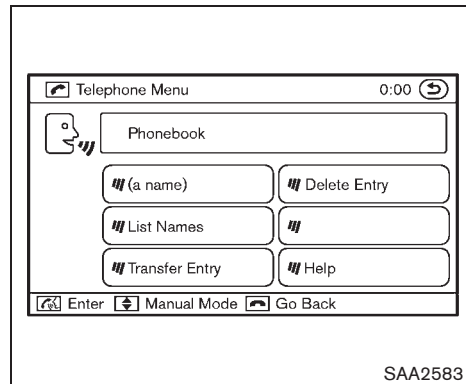 Telephone Menu 0:00
Phonebook
(a name) Delete Entry
List Names
Transfer Entry Help
Enter Manual Mode Go Back
SAA2583